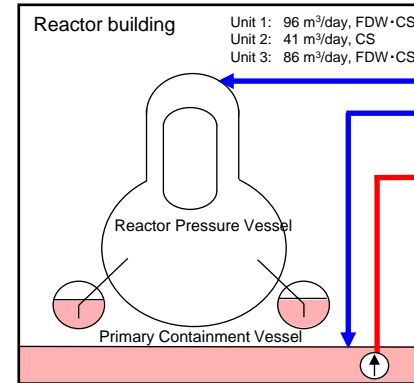 Reactor building
Unit 1: 96 m³/day, FDW・CS
Unit 2: 41 m³/day, CS
Unit 3: 86 m³/day, FDW・CS
Reactor Pressure Vessel
Primary Containment Vessel